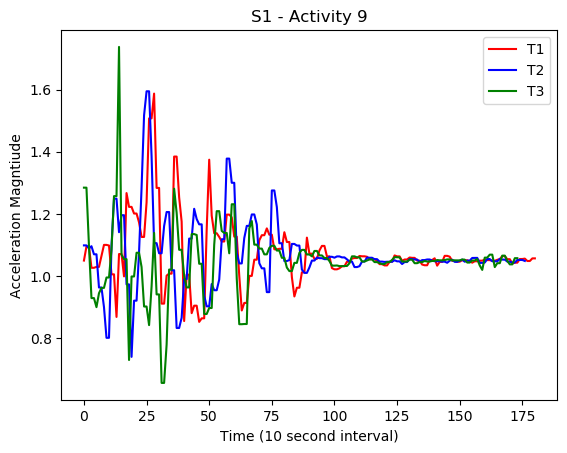 S1 - Activity 9
T1
T2
T3
Acceleration Magntiude
1.6
1.4
1.2
1.0
0.8
0 25 50 75 100 125 150 175
Time (10 second interval)